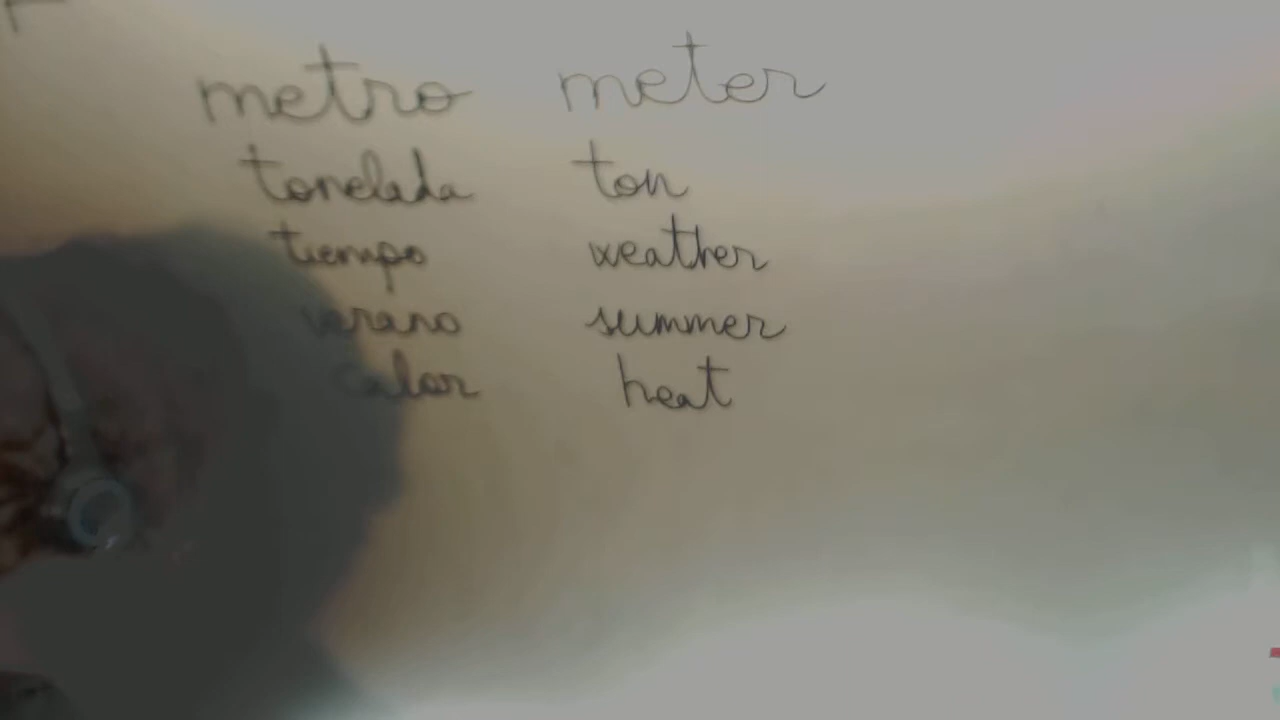 metro meter
tonelada ton
tiempo weather
verano summer
calor heat